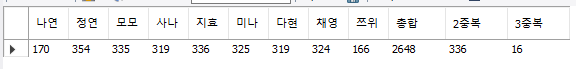 나연 정연 모모 사나 지효 미나 다현 채영 쯔위 총합 2중복 3중복
170 354 335 319 336 325 319 324 166 2648 336 16